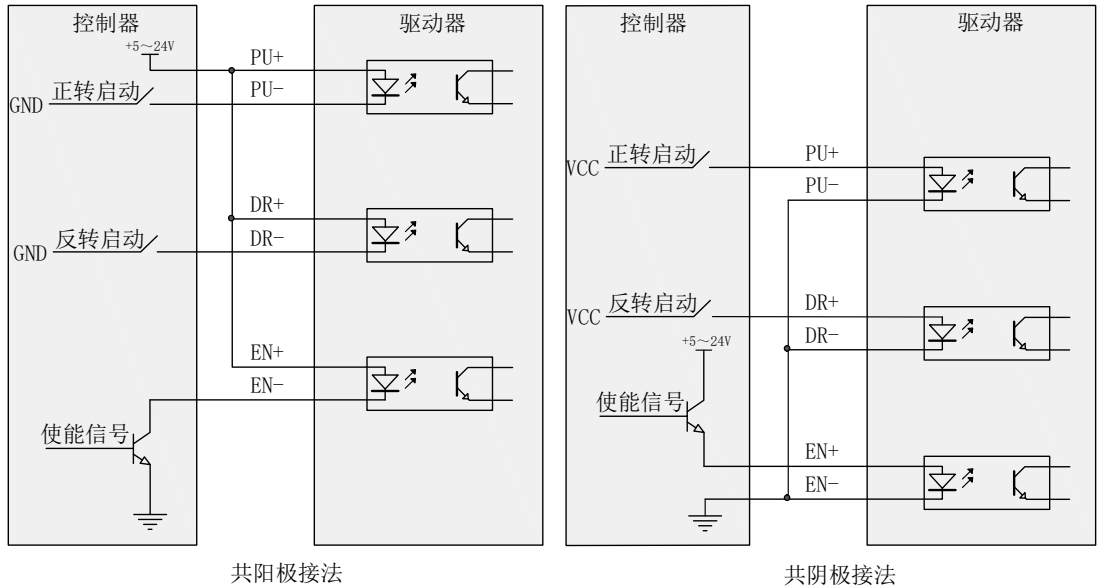 控制器
驱动器
+5～24V
PU+
GND
正转启动
PU-
DR+
GND
反转启动
DR-
EN+
EN-
使能信号
共阳极接法
控制器
驱动器
VCC
正转启动
PU+
PU-
VCC
反转启动
DR+
DR-
+5～24V
使能信号
EN+
EN-
共阴极接法